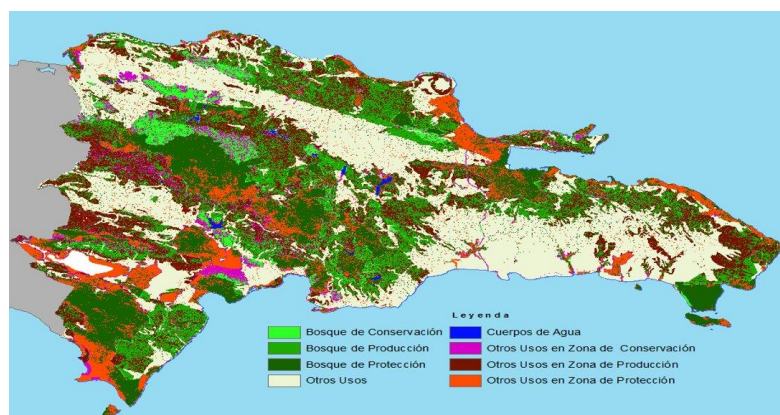 Leyenda
Bosque de Conservación
Bosque de Producción
Bosque de Protección
Otros Usos
Cuerpos de Agua
Otros Usos en Zona de Conservación
Otros Usos en Zona de Producción
Otros Usos en Zona de Protección